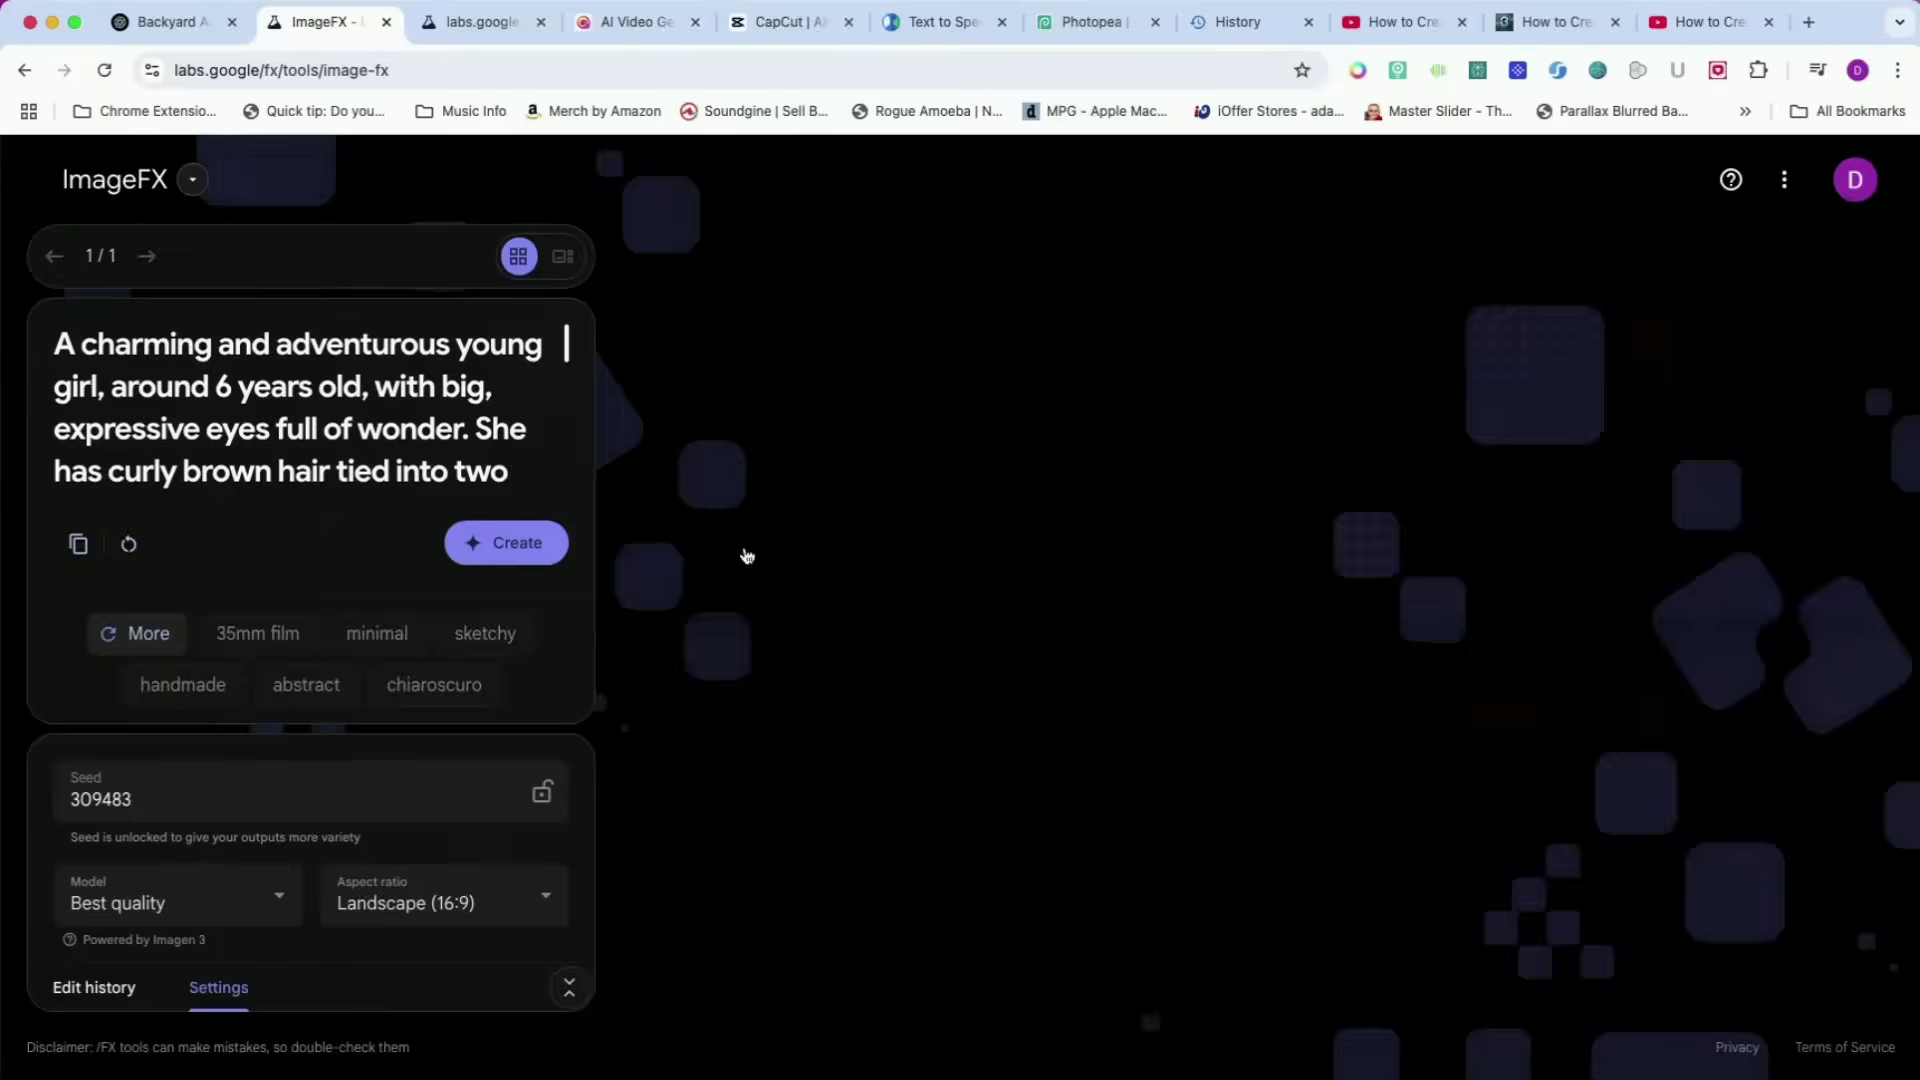 Backyard A
ImageFX -
labs.google
AI Video Ge
CapCut | A
Text to Spe
Photopea |
History
How to Cre
How to Cre
How to Cre
labs.google/fx/tools/image-fx
D
Chrome Extensio...
Quick tip: Do you...
Music Info
Merch by Amazon
Soundgine | Sell B...
Rogue Amoeba | N...
MPG - Apple Mac...
iOffer Stores - ada...
Master Slider - Th...
Parallax Blurred Ba...
All Bookmarks
ImageFX
D
1 / 1
A charming and adventurous young
girl, around 6 years old, with big,
expressive eyes full of wonder. She
has curly brown hair tied into two
Create
More
35mm film
minimal
sketchy
handmade
abstract
chiaroscuro
Seed
309483
Seed is unlocked to give your outputs more variety
Model
Best quality
Aspect ratio
Landscape (16:9)
Powered by Imagen 3
Edit history
Settings
Disclaimer: /FX tools can make mistakes, so double-check them
Privacy
Terms of Service